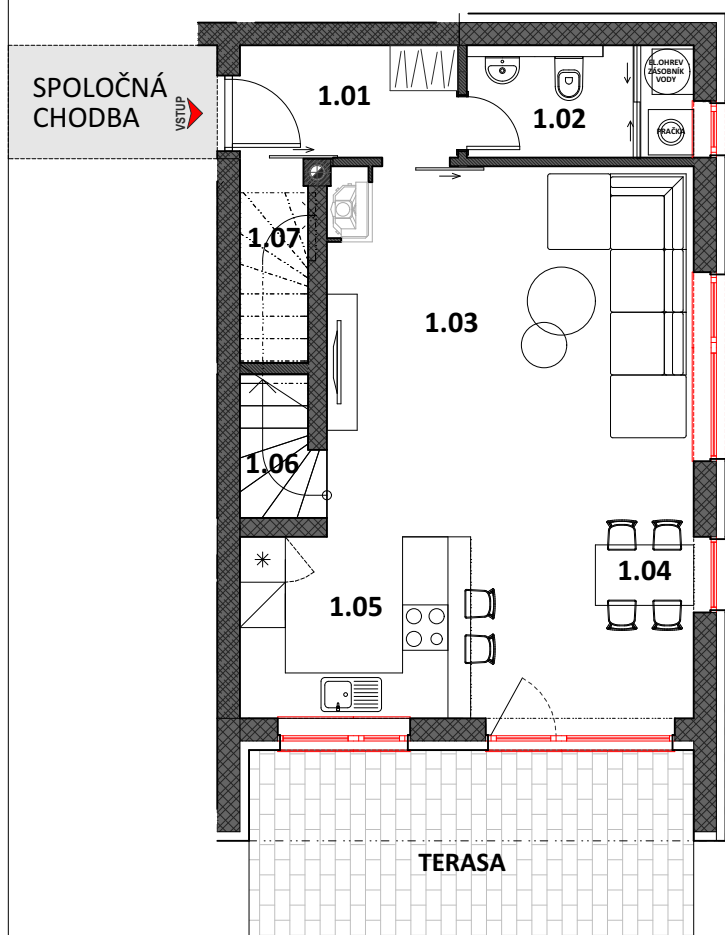 SPOLOČNÁ
CHODBA
VSTUP
1.01
1.02
EL.OHREV
ZÁSOBNÍK
VODY
PRAČKA
1.07
1.03
1.06
1.04
1.05
TERASA